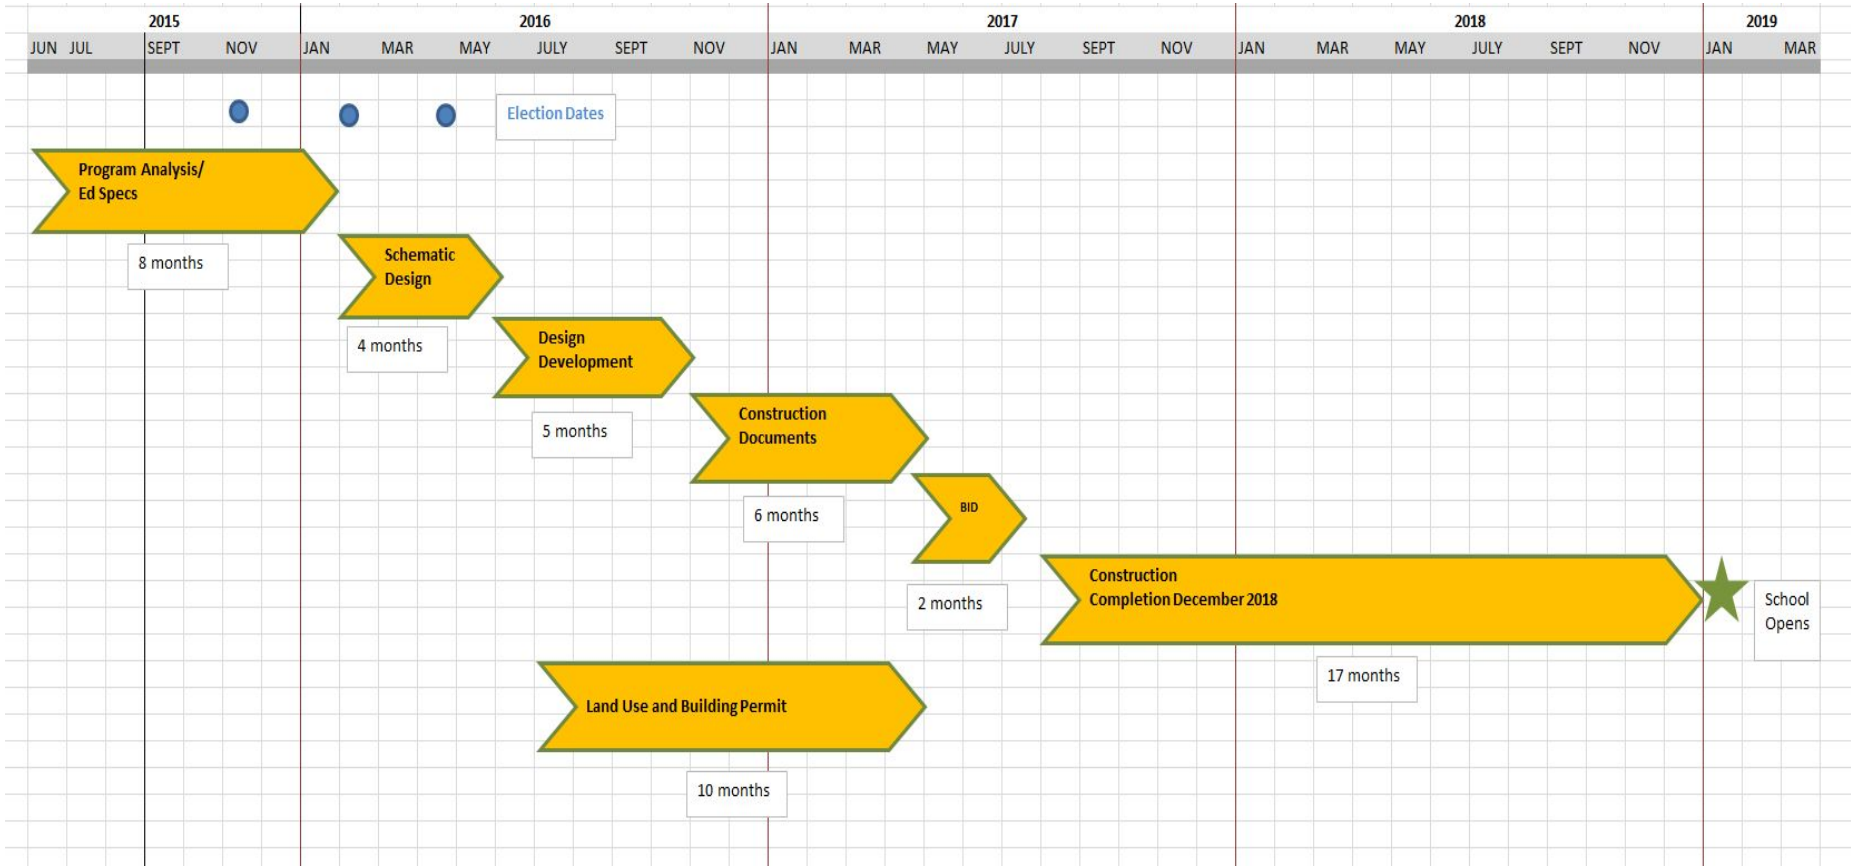 2015 2016 2017 2018 2019
JUN JUL SEPT NOV JAN MAR MAY JULY SEPT NOV JAN MAR MAY JULY SEPT NOV JAN MAR MAY JULY SEPT NOV JAN MAR
Election Dates
Program Analysis/
Ed Specs
8 months
Schematic
Design
4 months
Design
Development
5 months
Construction
Documents
6 months
BID
2 months
Construction
Completion December 2018
School
Opens
17 months
Land Use and Building Permit
10 months